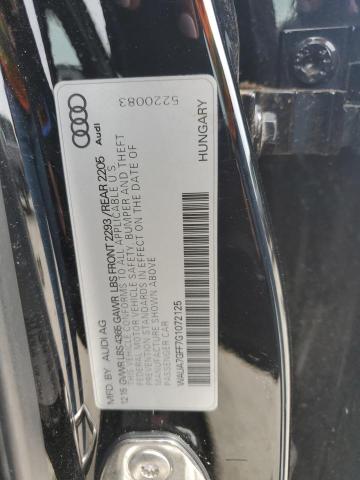 Audi
5220083
MFD BY AUDI AG
12.15 GVWR LBS 4385 GAWR LBS FRONT 2293 / REAR 2205
THIS VEHICLE CONFORMS TO ALL APPLICABLE U.S.
FEDERAL MOTOR VEHICLE SAFETY, BUMPER AND THEFT
PREVENTION STANDARDS IN EFFECT ON THE DATE OF
MANUFACTURE SHOWN ABOVE.
PASSENGER CAR
WAUA7GFF7G1072125
HUNGARY